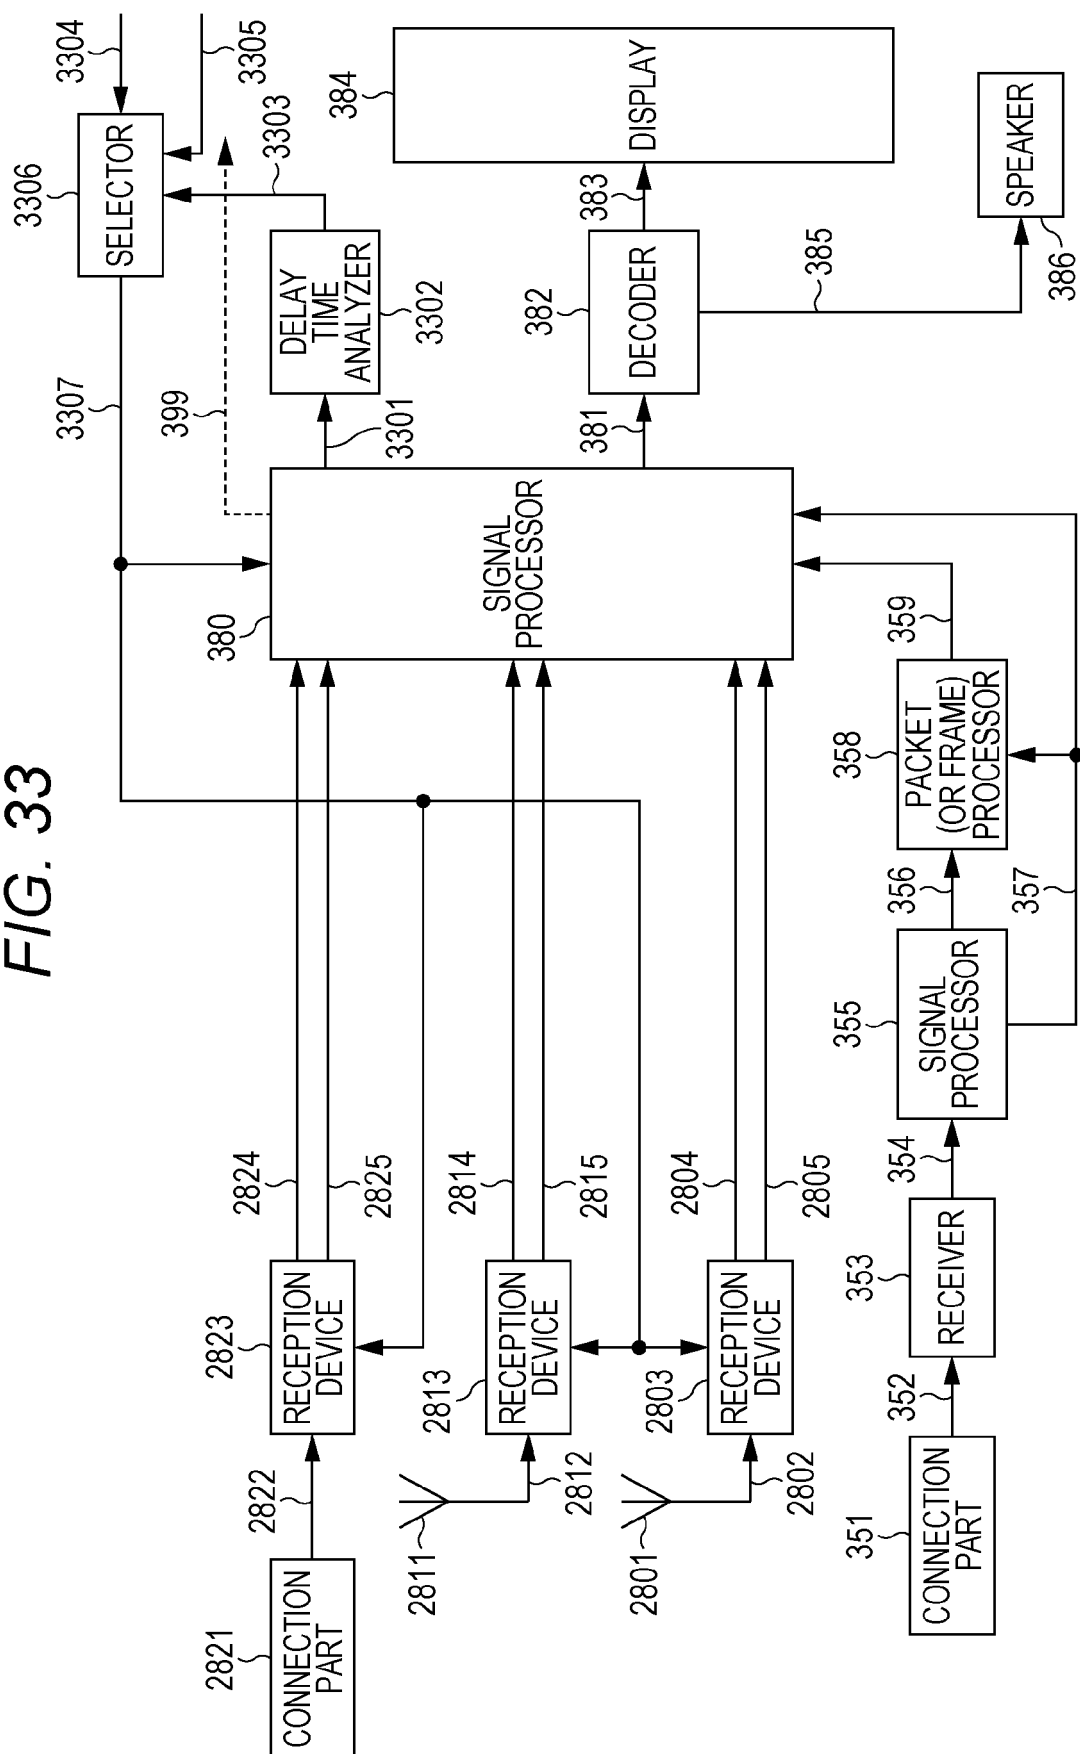 FIG. 33
2821
CONNECTION
PART
2822
2823
RECEPTION
DEVICE
2824
2825
2811
2812
2813
RECEPTION
DEVICE
2814
2815
2801
2802
2803
RECEPTION
DEVICE
2804
2805
351
CONNECTION
PART
352
353
RECEIVER
354
355
SIGNAL
PROCESSOR
356
357
358
PACKET
(OR FRAME)
PROCESSOR
359
380
SIGNAL
PROCESSOR
3307
399
3301
DELAY
TIME
ANALYZER
3302
3303
3306
SELECTOR
3304
3305
381
382
DECODER
383
384
DISPLAY
385
SPEAKER
386